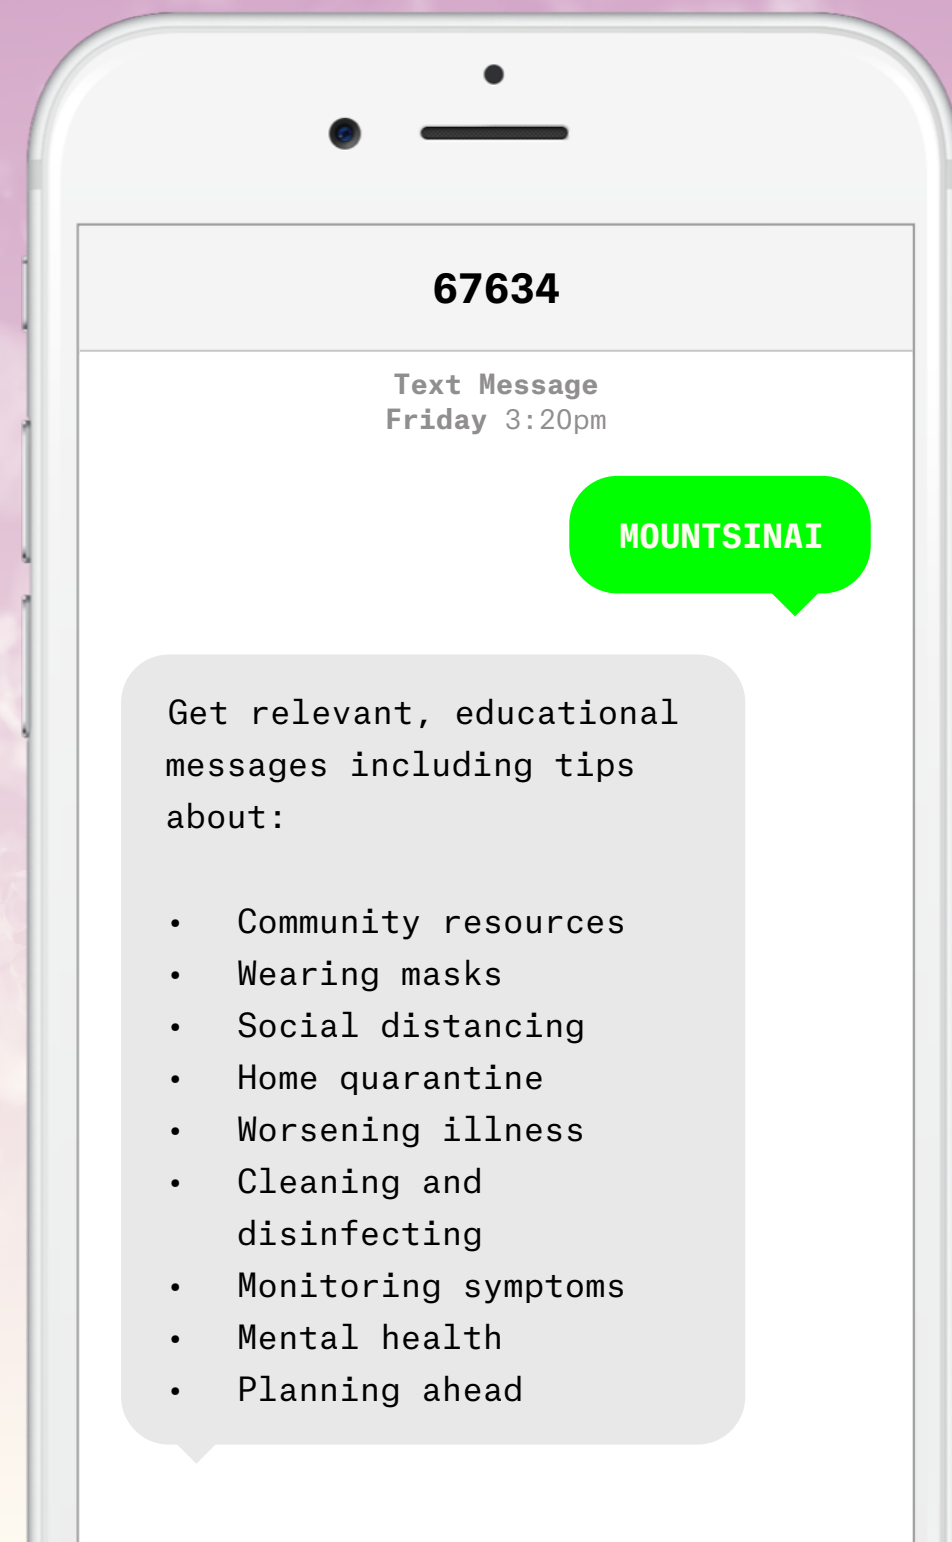 67634
Text Message
Friday 3:20pm
MOUNTSINAI
Get relevant, educational
messages including tips
about:
• Community resources
• Wearing masks
• Social distancing
• Home quarantine
• Worsening illness
• Cleaning and
disinfecting
• Monitoring symptoms
• Mental health
• Planning ahead